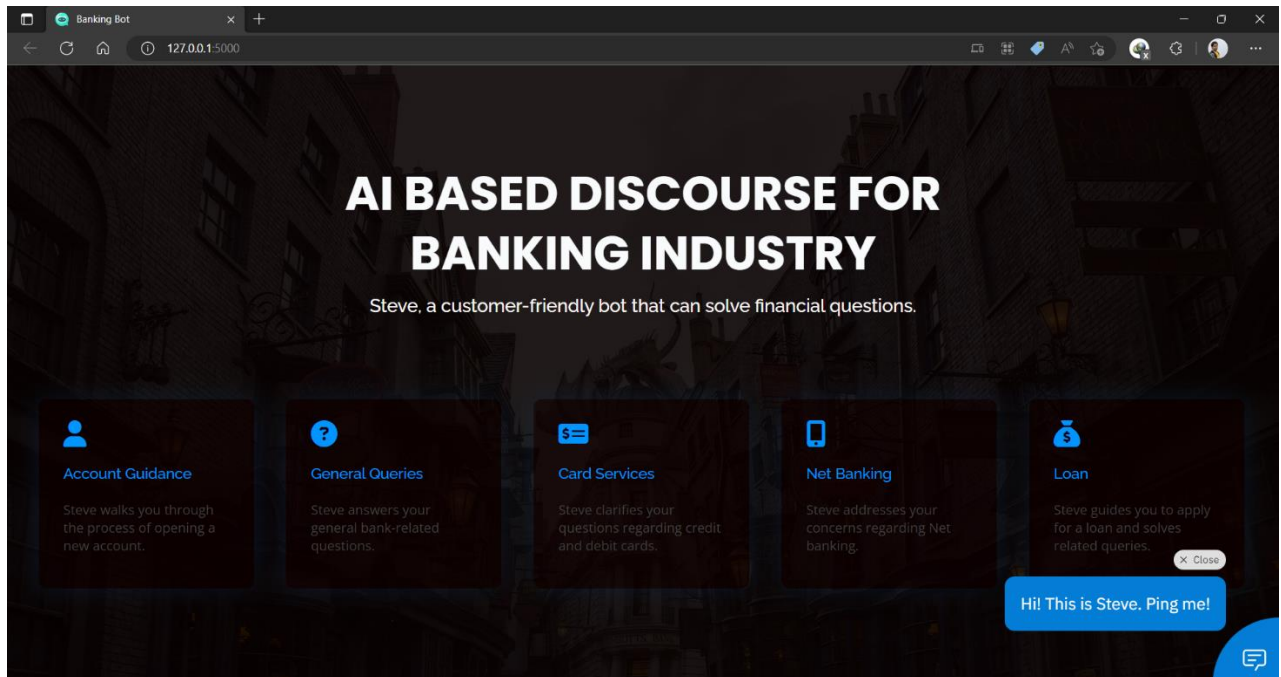 Banking Bot
127.0.0.1:5000
AI BASED DISCOURSE FOR
BANKING INDUSTRY
Steve, a customer-friendly bot that can solve financial questions.
Account Guidance
Steve walks you through
the process of opening a
new account.
General Queries
Steve answers your
general bank-related
questions.
Card Services
Steve clarifies your
questions regarding credit
and debit cards.
Net Banking
Steve addresses your
concerns regarding Net
banking.
Loan
Steve guides you to apply
for a loan and solves
related queries.
× Close
Hi! This is Steve. Ping me!